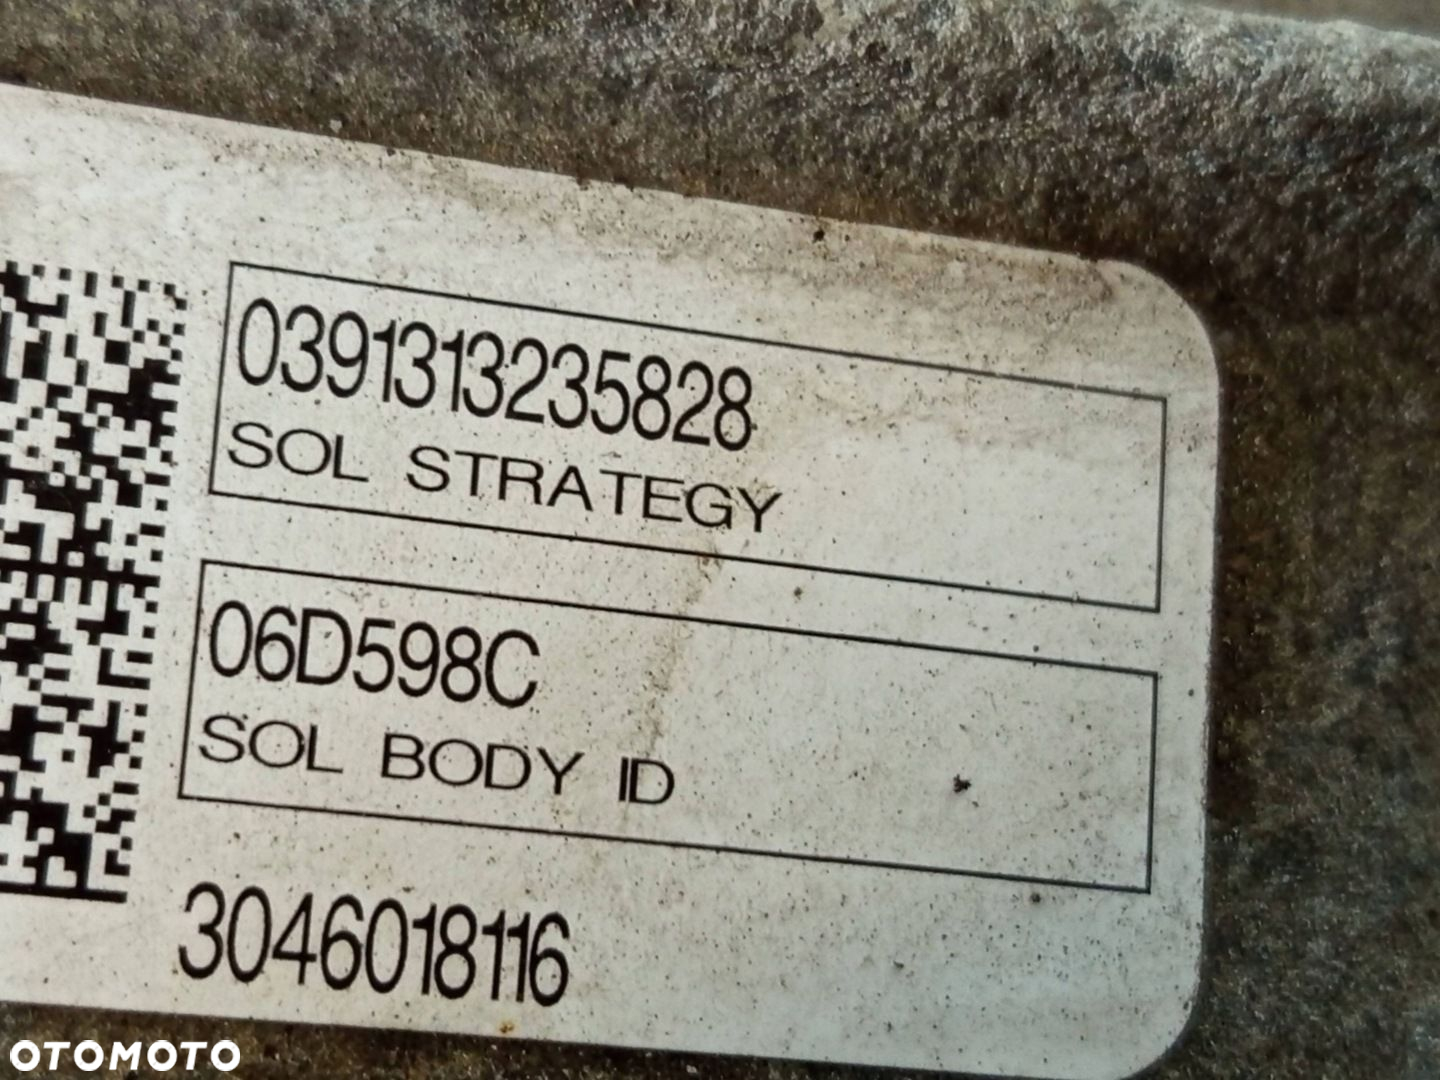 0391313235828
SOL STRATEGY
06D598C
SOL BODY ID
3046018116
OTOMOTO